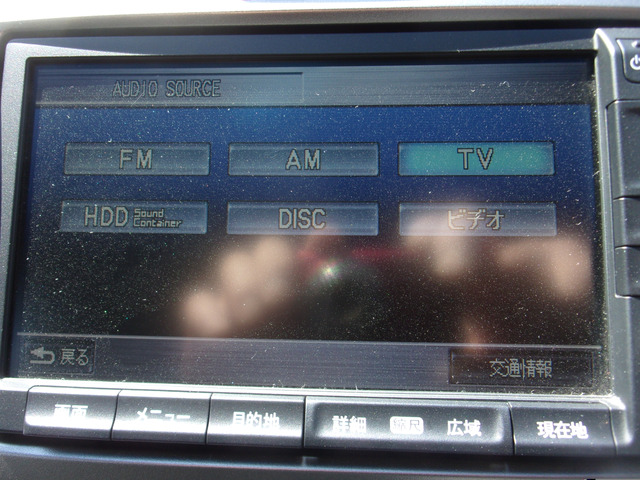 AUDIO SOURCE
FM AM TV
HDD Sound Container DISC ビデオ
戻る 交通情報
画面 メニュー 目的地 詳細 縮尺 広域 現在地